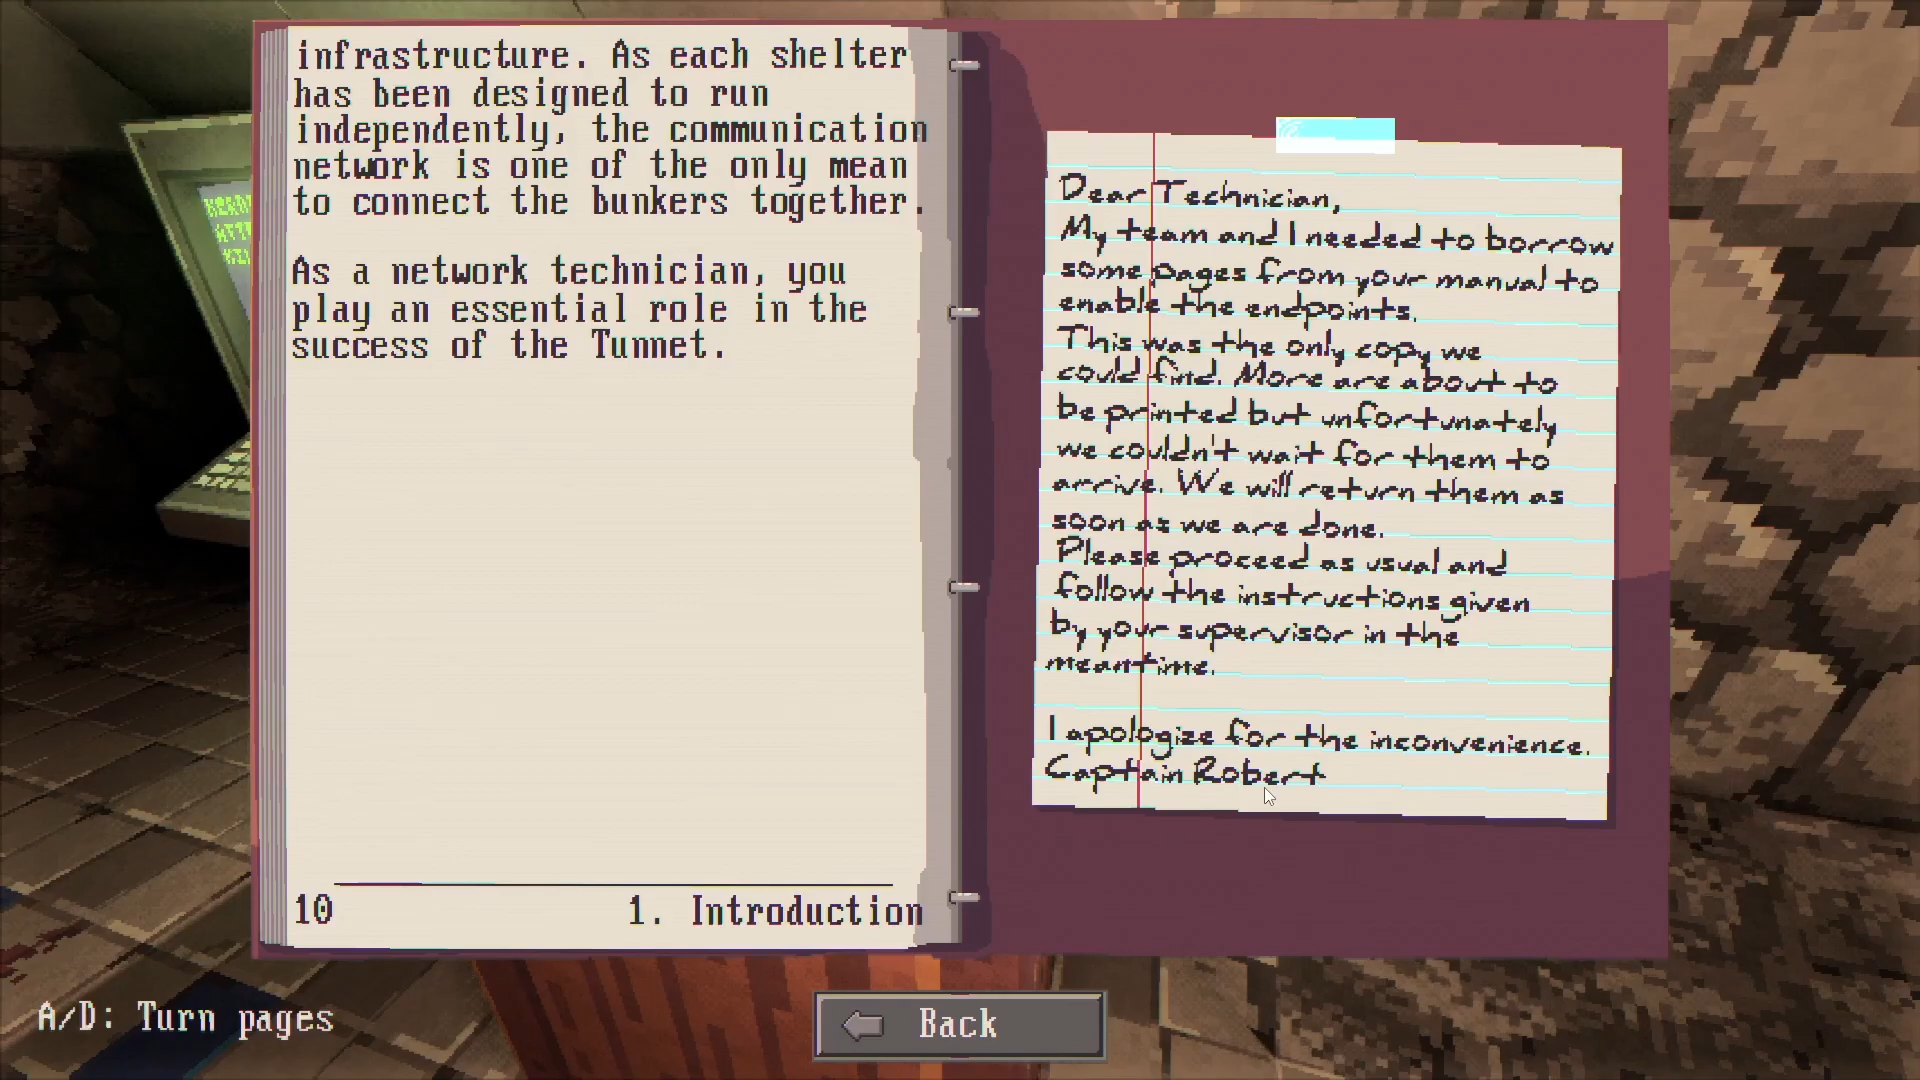 infrastructure. As each shelter
has been designed to run
independently, the communication
network is one of the only mean
to connect the bunkers together.
As a network technician, you
play an essential role in the
success of the Tunnet.
10
1. Introduction
Dear Technician,
My team and I needed to borrow
some pages from your manual to
enable the endpoints.
This was the only copy we
could find. More are about to
be printed but unfortunately
we couldn't wait for them to
arrive. We will return them as
soon as we are done.
Please proceed as usual and
follow the instructions given
by your supervisor in the
meantime.
I apologize for the inconvenience.
Captain Robert
A/D: Turn pages
Back